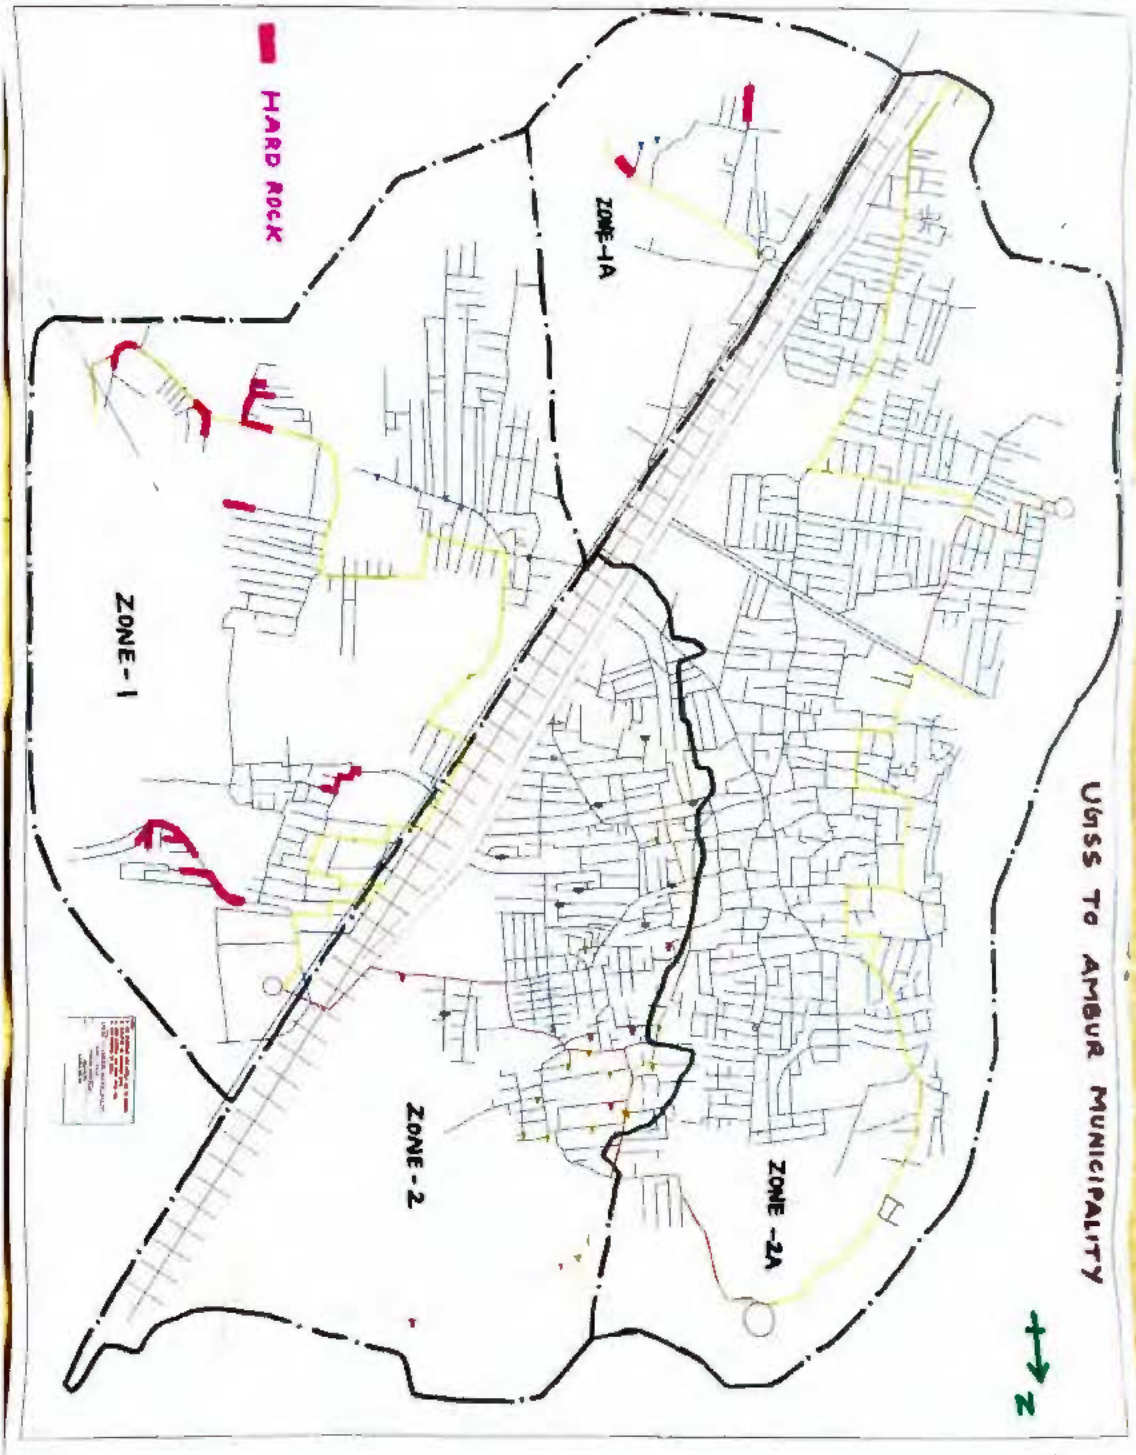 UGSS TO AMBUR MUNICIPALITY
HARD ROCK
ZONE-1A
ZONE-1
ZONE-2
ZONE-2A
N